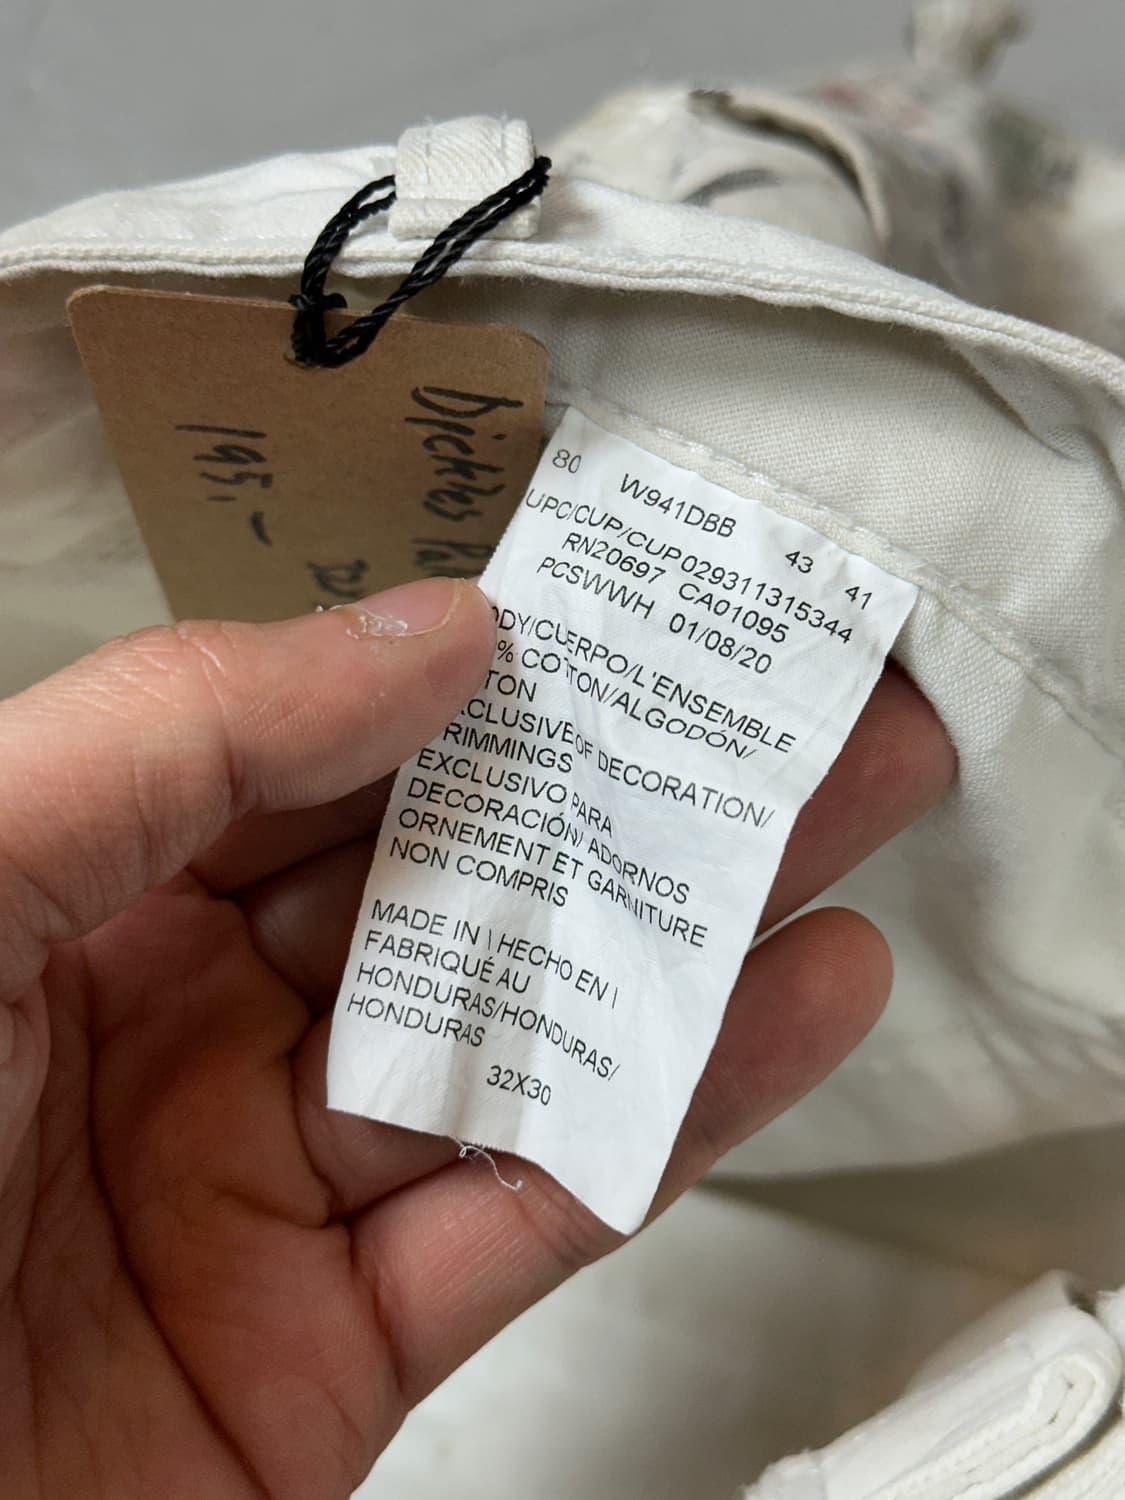 Dickies
195.-
80 W941DBB 43 41
UPC/CUP/CUP029311315344
RN20697 CA01095
PCSWWH 01/08/20
ODY/CUERPO/L'ENSEMBLE
% COTTON/ALGODÓN/
TON
XCLUSIVE OF DECORATION/
RIMMINGS
EXCLUSIVO PARA
DECORACIÓN/ ADORNOS
ORNEMENT ET GARNITURE
NON COMPRIS
MADE IN \ HECHO EN \
FABRIQUÉ AU
HONDURAS/HONDURAS/
HONDURAS
32X30